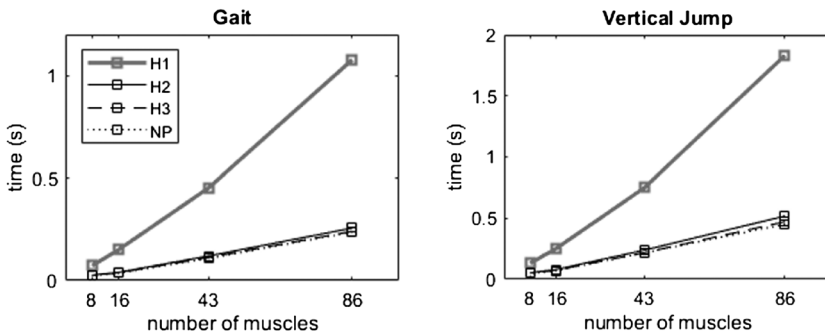 Gait
time (s)
1
0.5
0
H1
H2
H3
NP
8 16 43 86
number of muscles
Vertical Jump
time (s)
2
1.5
1
0.5
0
8 16 43 86
number of muscles